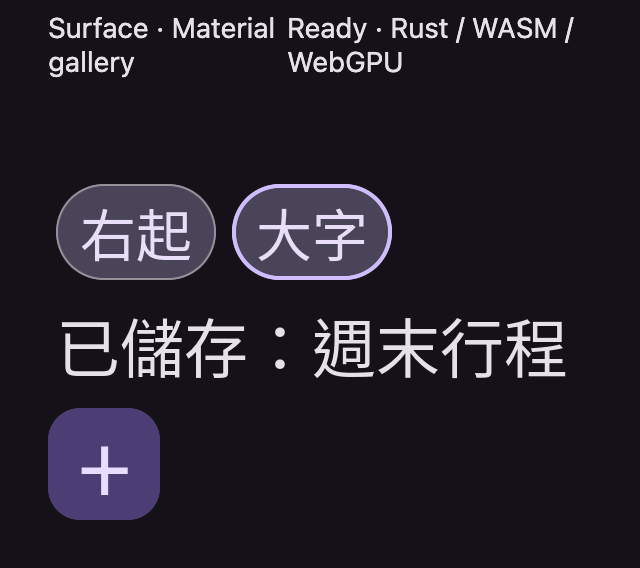 Surface · Material gallery
Ready · Rust / WASM / WebGPU
右起
大字
已儲存：週末行程
+